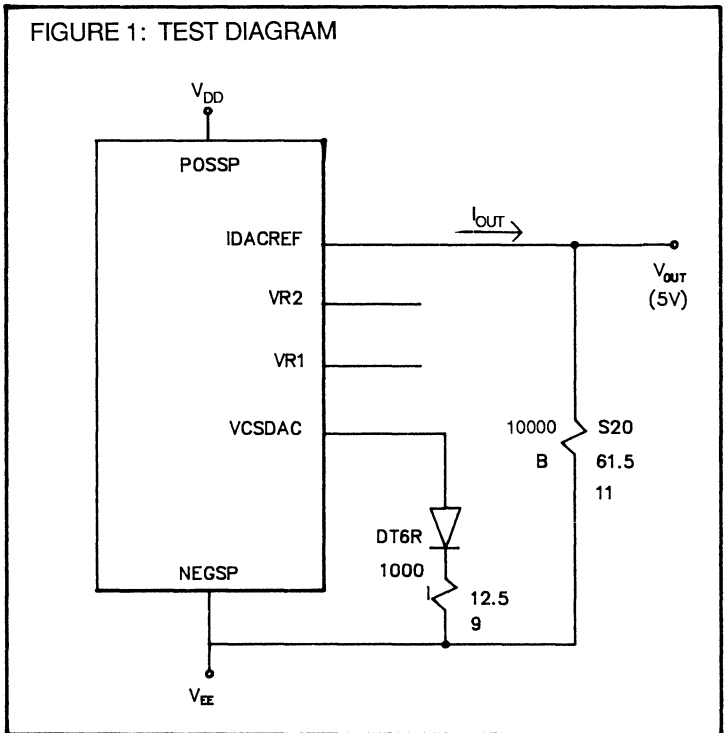 FIGURE 1: TEST DIAGRAM
VDD
POSSP
IDACREF
IOUT
VOUT
(5V)
VR2
VR1
VCSDAC
10000 S20
B 61.5
11
DT6R
1000
I 12.5
9
NEGSP
VEE